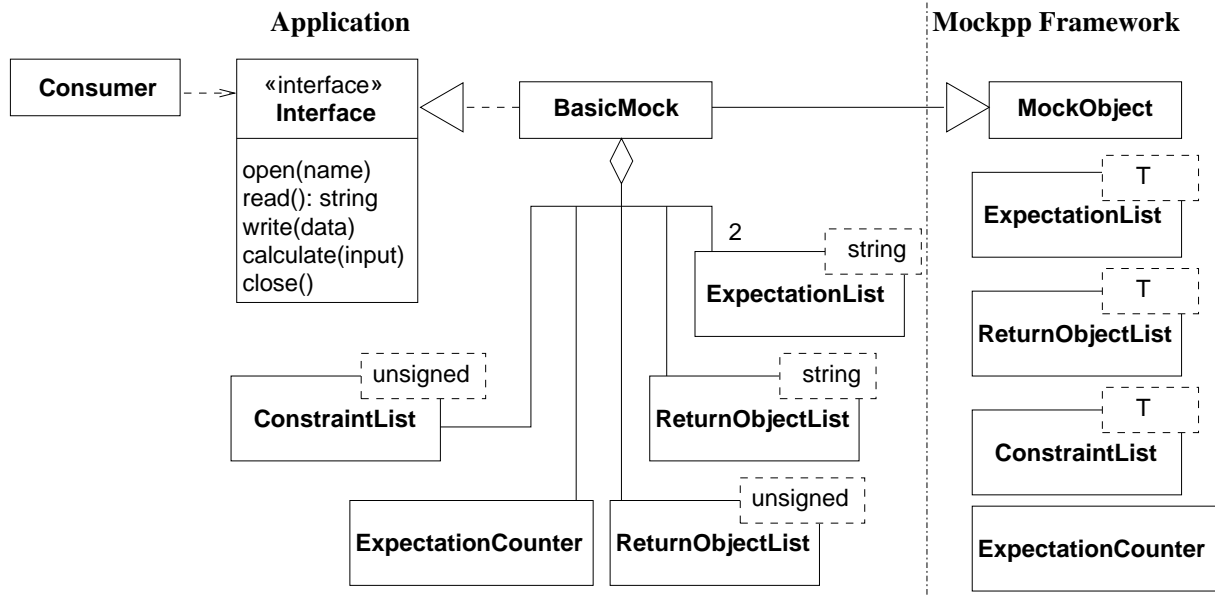 Application
Mockpp Framework
Consumer
«interface»
Interface
open(name)
read(): string
write(data)
calculate(input)
close()
BasicMock
MockObject
T
ExpectationList
2
string
ExpectationList
T
ReturnObjectList
unsigned
ConstraintList
string
ReturnObjectList
T
ConstraintList
ExpectationCounter
unsigned
ReturnObjectList
ExpectationCounter